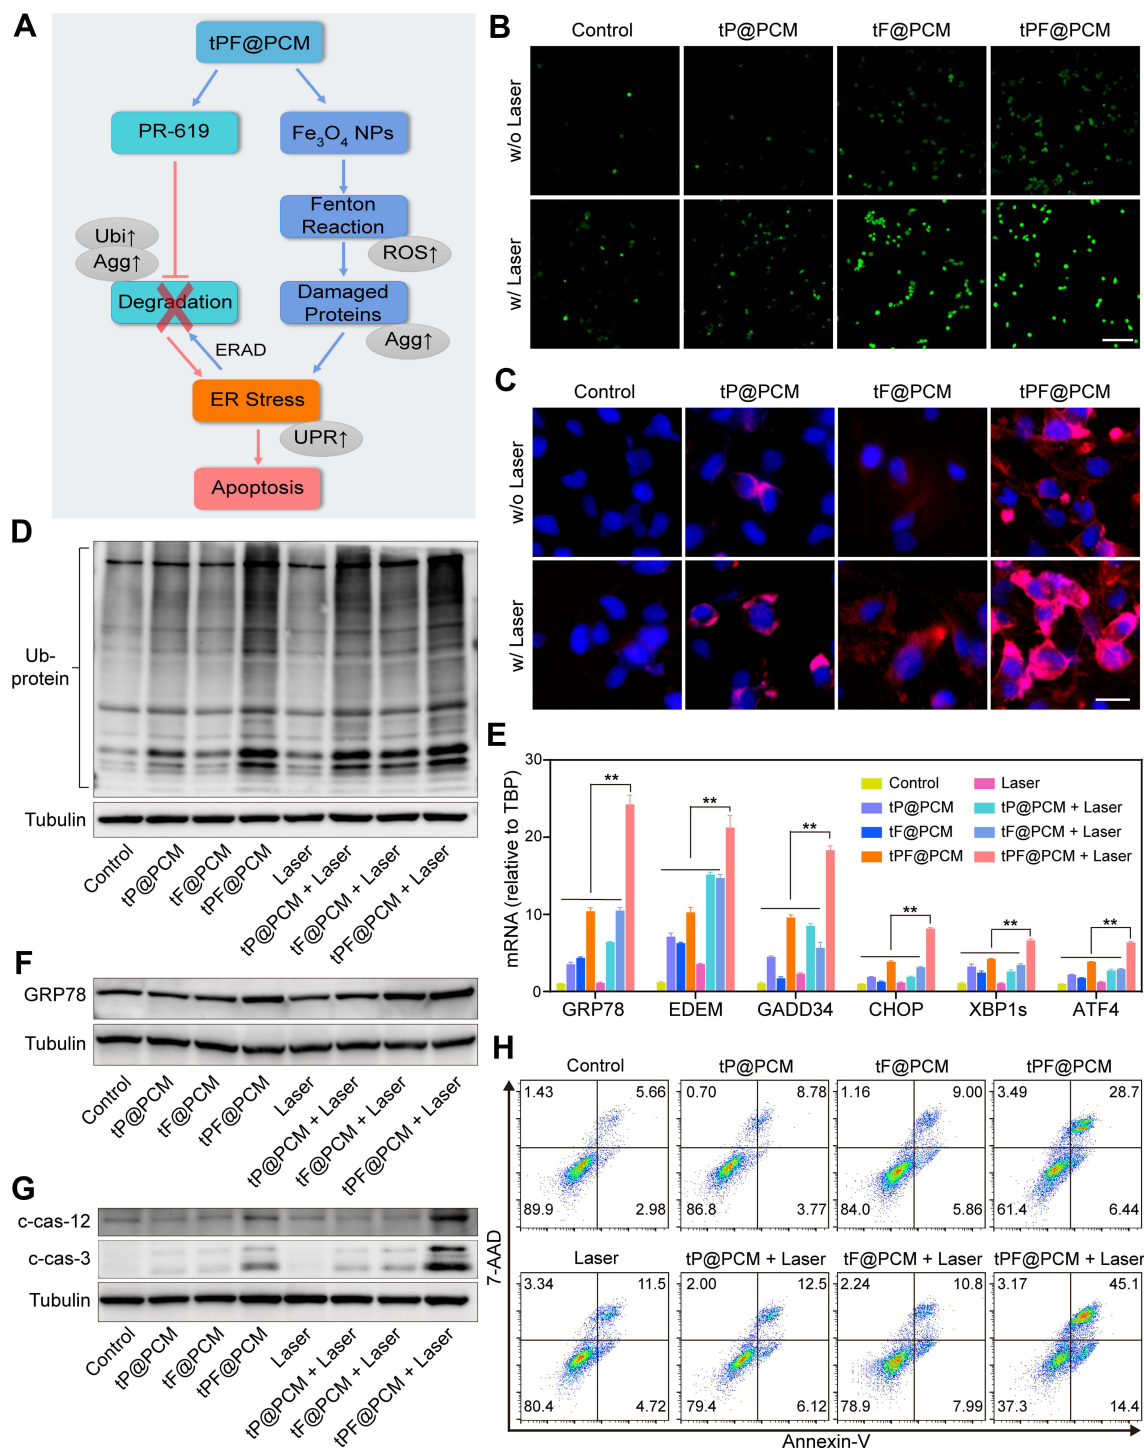 A
tPF@PCM
PR-619
Fe3O4 NPs
Fenton
Reaction
ROS↑
Ubi↑
Agg↑
Degradation
Damaged
Proteins
Agg↑
ERAD
ER Stress
UPR↑
Apoptosis
B
Control
tP@PCM
tF@PCM
tPF@PCM
w/o Laser
w/ Laser
C
Control
tP@PCM
tF@PCM
tPF@PCM
w/o Laser
w/ Laser
D
Ub-
protein
Tubulin
Control
tP@PCM
tF@PCM
tPF@PCM
Laser
tP@PCM + Laser
tF@PCM + Laser
tPF@PCM + Laser
E
mRNA (relative to TBP)
30
20
10
0
Control
tP@PCM
tF@PCM
tPF@PCM
Laser
tP@PCM + Laser
tF@PCM + Laser
tPF@PCM + Laser
**
**
**
**
**
**
GRP78
EDEM
GADD34
CHOP
XBP1s
ATF4
F
GRP78
Tubulin
Control
tP@PCM
tF@PCM
tPF@PCM
Laser
tP@PCM + Laser
tF@PCM + Laser
tPF@PCM + Laser
G
c-cas-12
c-cas-3
Tubulin
Control
tP@PCM
tF@PCM
tPF@PCM
Laser
tP@PCM + Laser
tF@PCM + Laser
tPF@PCM + Laser
H
Control
1.43 5.66
89.9 2.98
tP@PCM
0.70 8.78
86.8 3.77
tF@PCM
1.16 9.00
84.0 5.86
tPF@PCM
3.49 28.7
61.4 6.44
Laser
3.34 11.5
80.4 4.72
tP@PCM + Laser
2.00 12.5
79.4 6.12
tF@PCM + Laser
2.24 10.8
78.9 7.99
tPF@PCM + Laser
3.17 45.1
37.3 14.4
7-AAD
Annexin-V